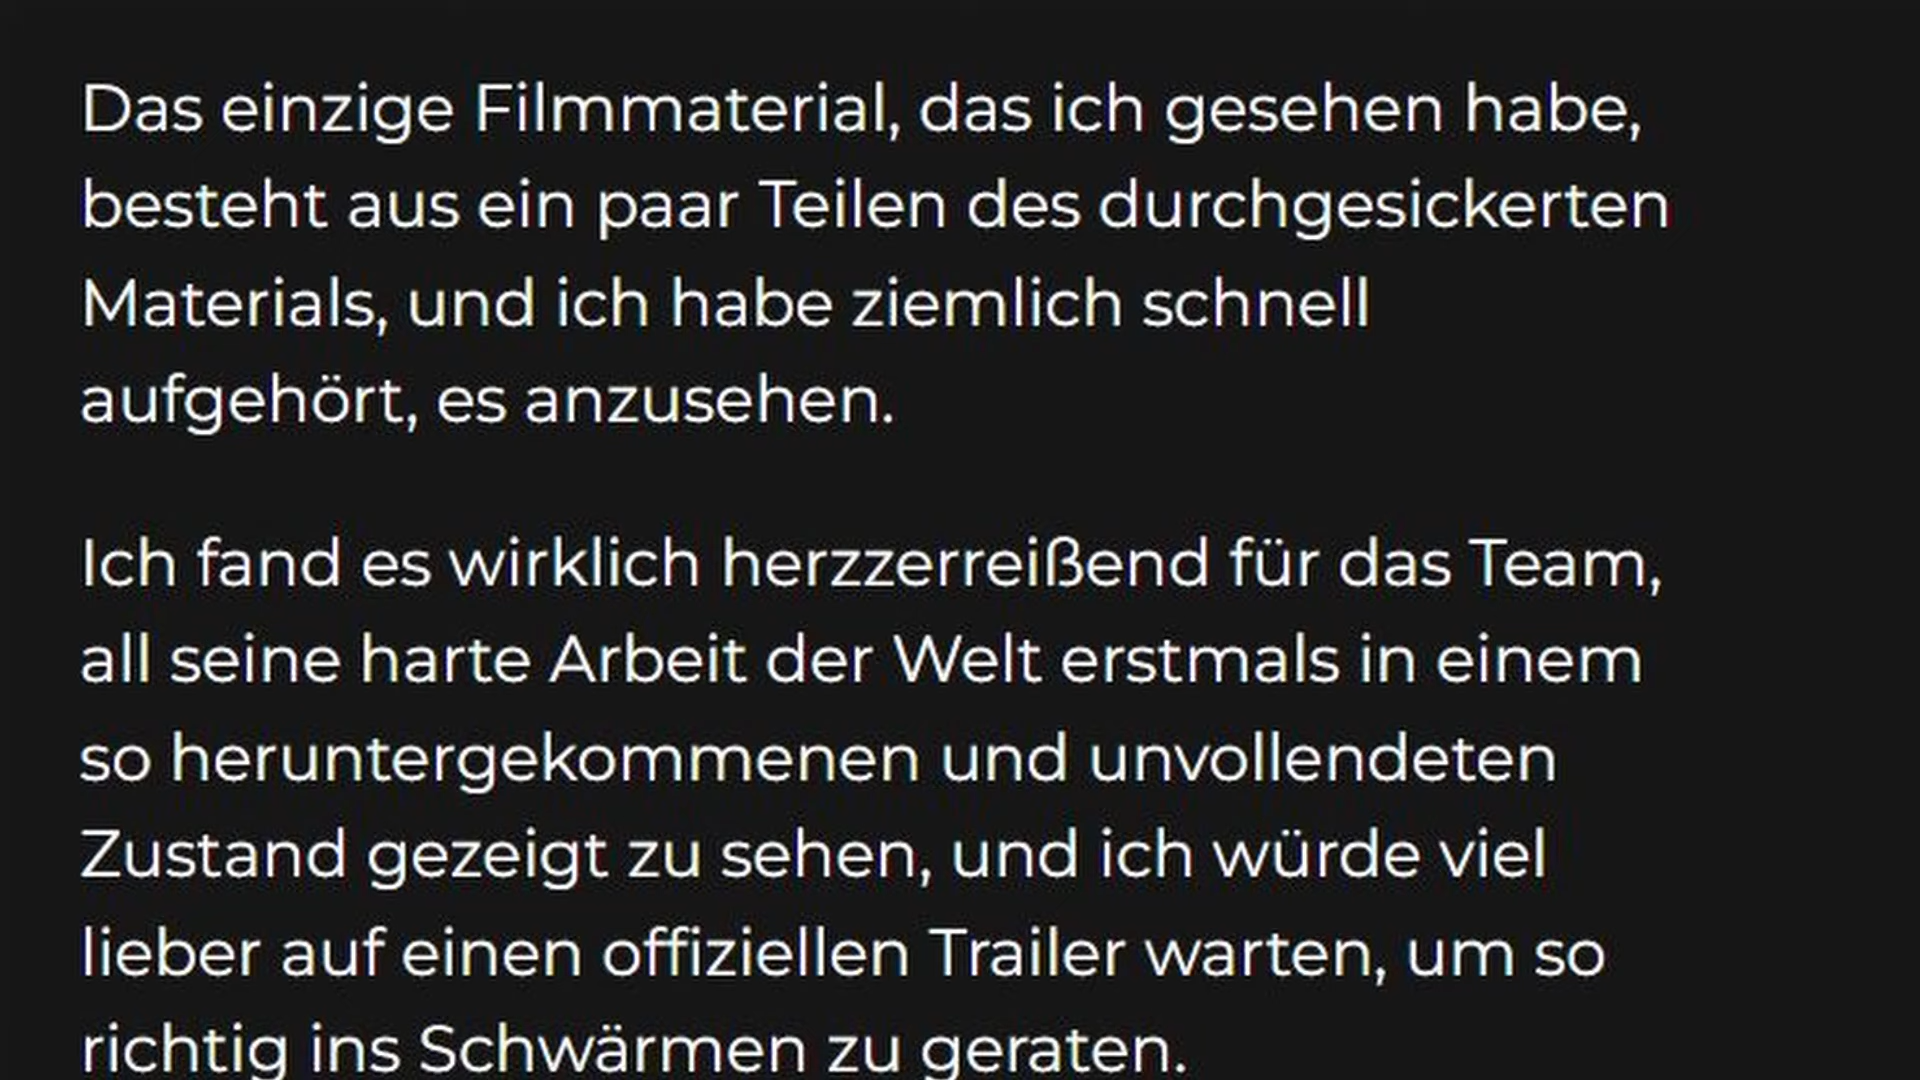 Das einzige Filmmaterial, das ich gesehen habe,
besteht aus ein paar Teilen des durchgesickerten
Materials, und ich habe ziemlich schnell
aufgehört, es anzusehen.
Ich fand es wirklich herzzerreißend für das Team,
all seine harte Arbeit der Welt erstmals in einem
so heruntergekommenen und unvollendeten
Zustand gezeigt zu sehen, und ich würde viel
lieber auf einen offiziellen Trailer warten, um so
richtig ins Schwärmen zu geraten.